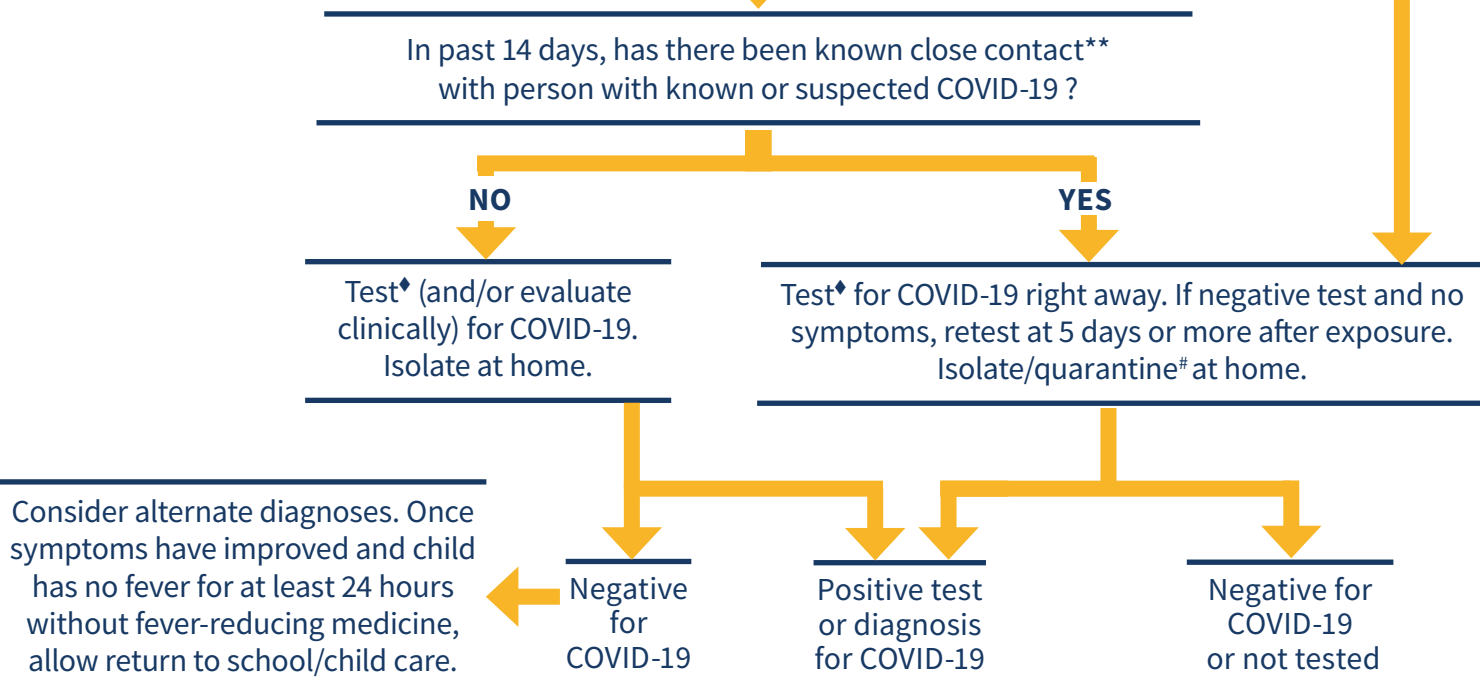 In past 14 days, has there been known close contact**
with person with known or suspected COVID-19 ?
NO
YES
Test♦ (and/or evaluate
clinically) for COVID-19.
Isolate at home.
Test♦ for COVID-19 right away. If negative test and no
symptoms, retest at 5 days or more after exposure.
Isolate/quarantine# at home.
Consider alternate diagnoses. Once
symptoms have improved and child
has no fever for at least 24 hours
without fever-reducing medicine,
allow return to school/child care.
Negative
for
COVID-19
Positive test
or diagnosis
for COVID-19
Negative for
COVID-19
or not tested